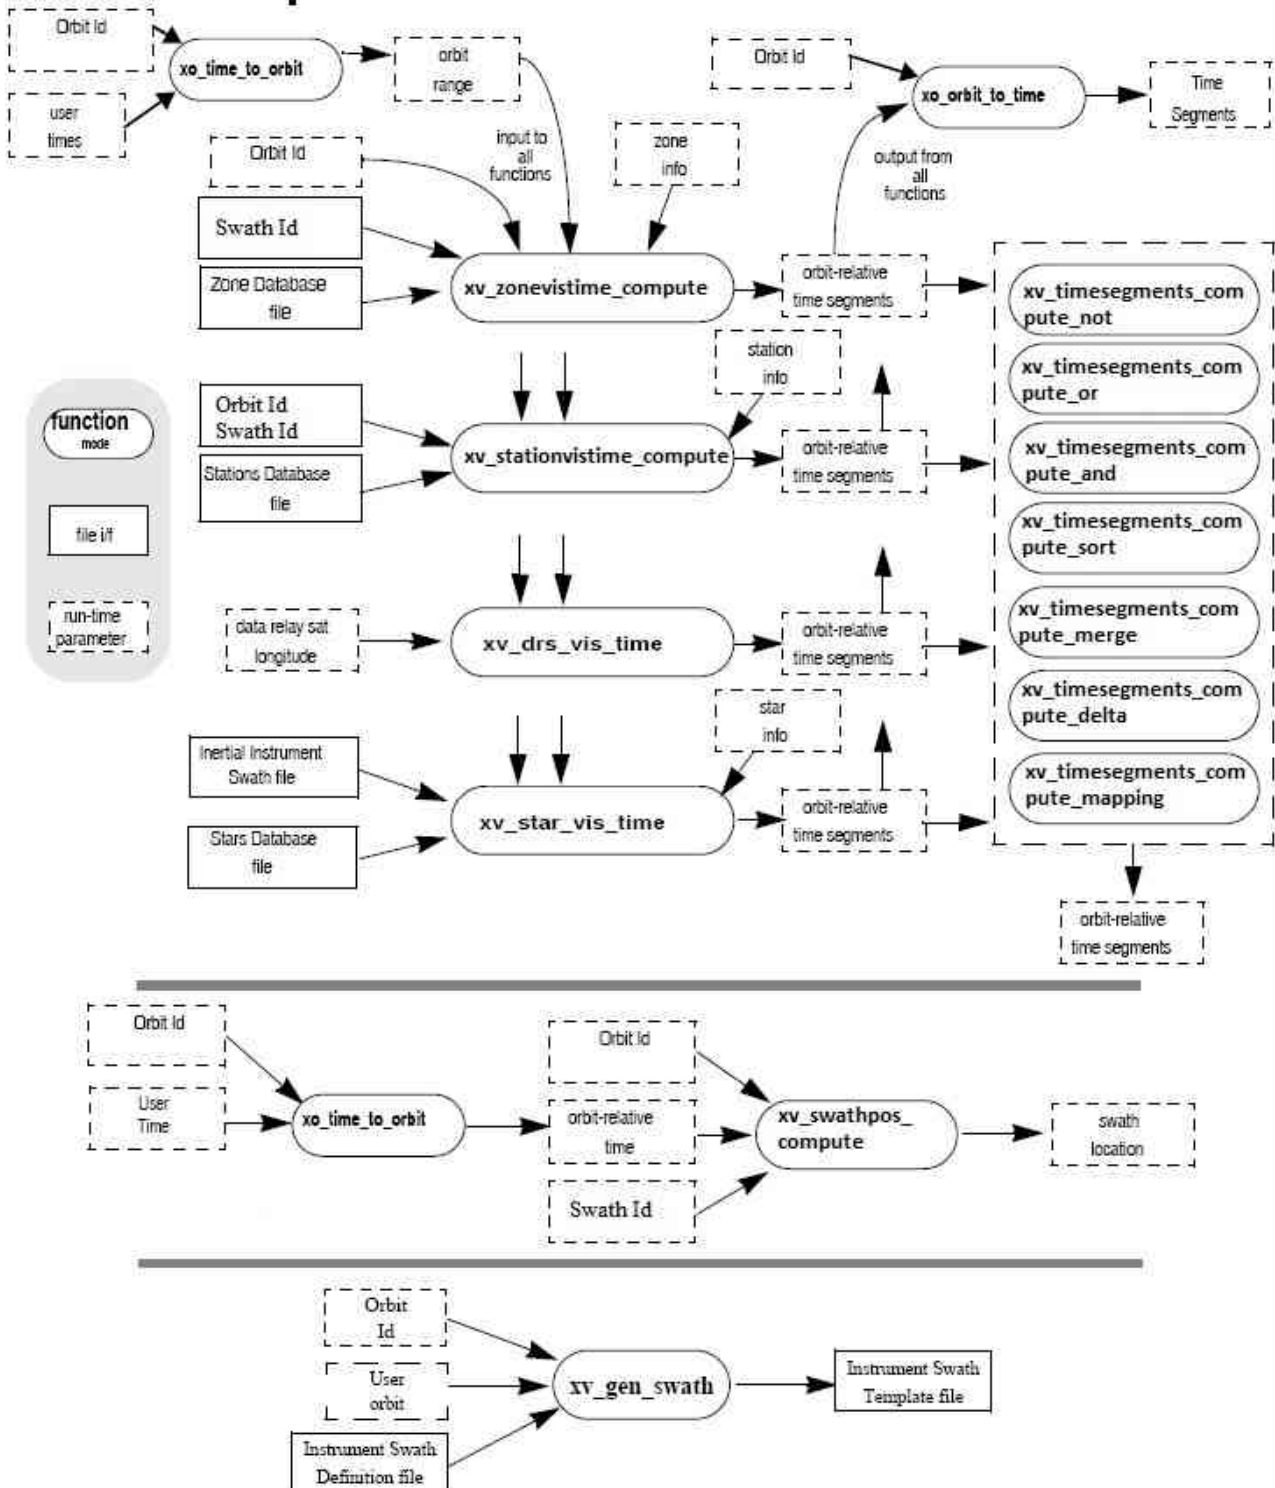 Orbit Id
user
times
xo_time_to_orbit
orbit
range
Orbit Id
xo_orbit_to_time
Time
Segments
Orbit Id
input to
all
functions
zone
info
output from
all
functions
Swath Id
Zone Database
file
xv_zonevistime_compute
orbit-relative
time segments
station
info
Orbit Id
Swath Id
Stations Database
file
xv_stationvistime_compute
orbit-relative
time segments
function
mode
file i/f
run-time
parameter
data relay sat
longitude
xv_drs_vis_time
orbit-relative
time segments
star
info
Inertial Instrument
Swath file
Stars Database
file
xv_star_vis_time
orbit-relative
time segments
xv_timesegments_com
pute_not
xv_timesegments_com
pute_or
xv_timesegments_com
pute_and
xv_timesegments_com
pute_sort
xv_timesegments_com
pute_merge
xv_timesegments_com
pute_delta
xv_timesegments_com
pute_mapping
orbit-relative
time segments
Orbit Id
User
Time
xo_time_to_orbit
Orbit Id
orbit-relative
time
Swath Id
xv_swathpos_
compute
swath
location
Orbit
Id
User
orbit
Instrument Swath
Definition file
xv_gen_swath
Instrument Swath
Template file